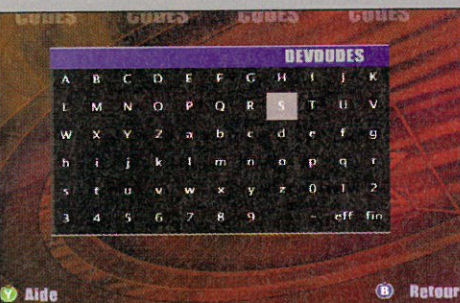 CODES CODES CODES CODES
DEVDUDES
A B C D E F G H I J K
L M N O P Q R S T U V
W X Y Z a b c d e f g
h i j k l m n o p q r
s t u v w x y z 0 1 2
3 4 5 6 7 8 9 - eff fin
Y Aide B Retour